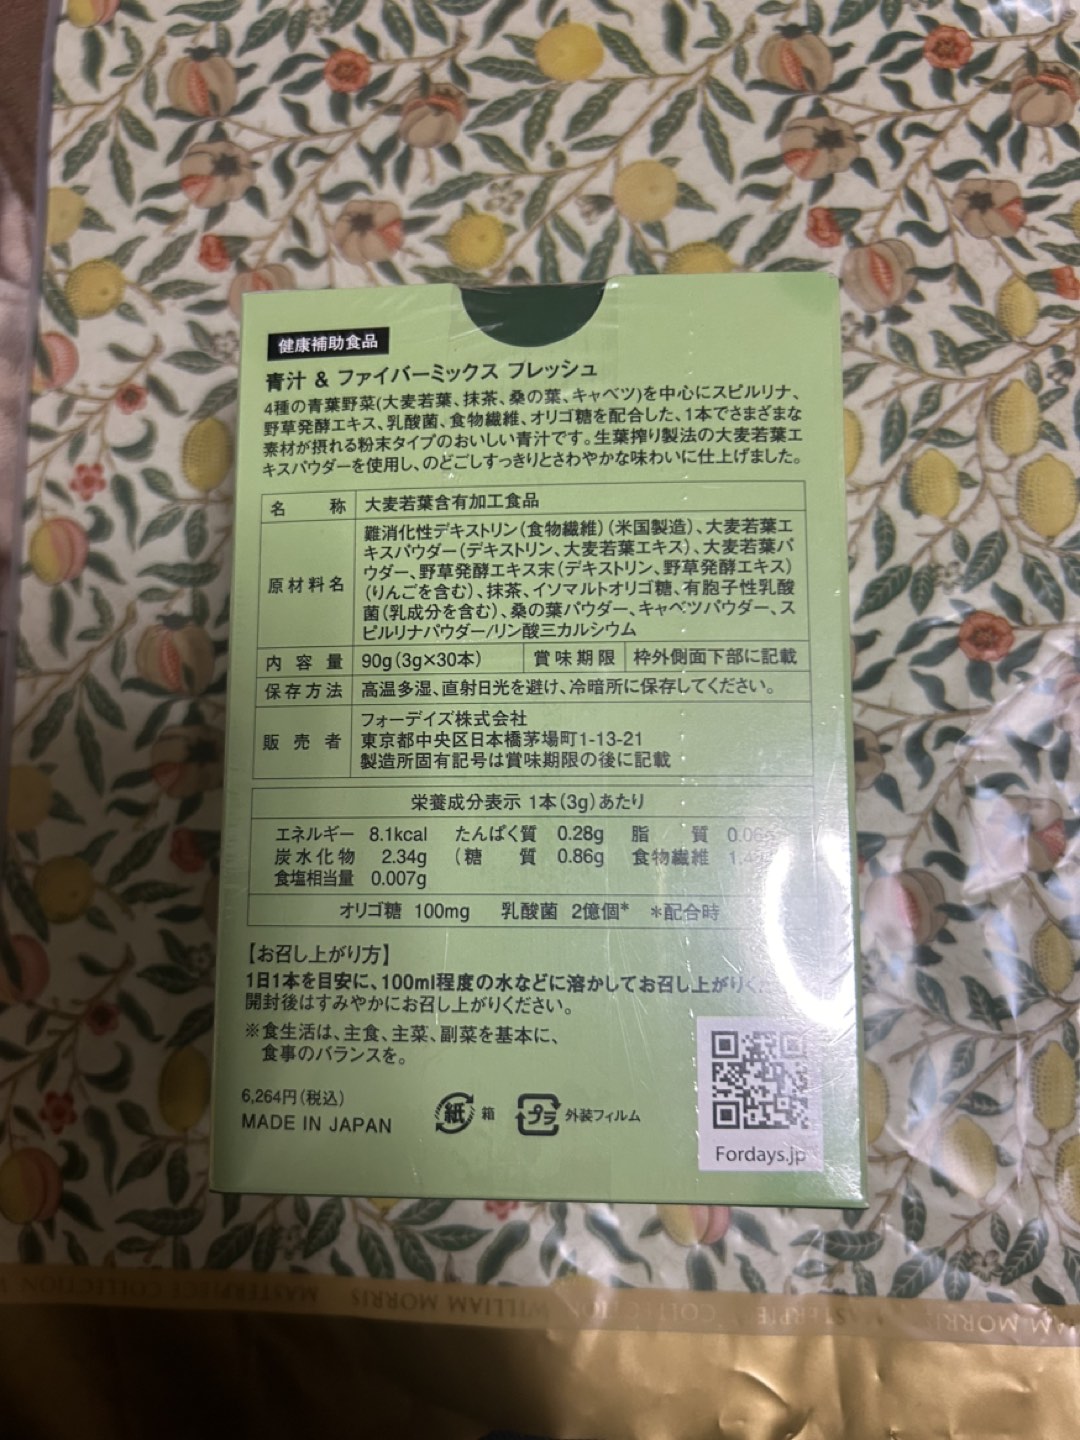 健康補助食品
青汁 & ファイバーミックス フレッシュ
4種の青葉野菜(大麦若葉、抹茶、桑の葉、キャベツ)を中心にスピルリナ、
野草発酵エキス、乳酸菌、食物繊維、オリゴ糖を配合した、1本でさまざまな
素材が摂れる粉末タイプのおいしい青汁です。生葉搾り製法の大麦若葉エ
キスパウダーを使用し、のどごしすっきりとさわやかな味わいに仕上げました。
名称 大麦若葉含有加工食品
原材料名 難消化性デキストリン(食物繊維)(米国製造)、大麦若葉エ
キスパウダー(デキストリン、大麦若葉エキス)、大麦若葉パ
ウダー、野草発酵エキス末(デキストリン、野草発酵エキス)
(りんごを含む)、抹茶、イソマルトオリゴ糖、有胞子性乳酸
菌(乳成分を含む)、桑の葉パウダー、キャベツパウダー、ス
ピルリナパウダー/リン酸三カルシウム
内容量 90g(3g×30本) 賞味期限 枠外側面下部に記載
保存方法 高温多湿、直射日光を避け、冷暗所に保存してください。
販売者 フォーデイズ株式会社
東京都中央区日本橋茅場町1-13-21
製造所固有記号は賞味期限の後に記載
栄養成分表示 1本(3g)あたり
エネルギー 8.1kcal たんぱく質 0.28g 脂質
炭水化物 2.34g (糖質 0.86g 食物繊維
食塩相当量 0.007g
オリゴ糖 100mg 乳酸菌 2億個* *配合時
【お召し上がり方】
1日1本を目安に、100ml程度の水などに溶かしてお召し上がりく
開封後はすみやかにお召し上がりください。
※食生活は、主食、主菜、副菜を基本に、
食事のバランスを。
6,264円(税込)
MADE IN JAPAN
紙 箱 プラ 外装フィルム
Fordays.jp
MASTERPIECE COLLECTION
WILLIAM MORRIS
COLLECTION